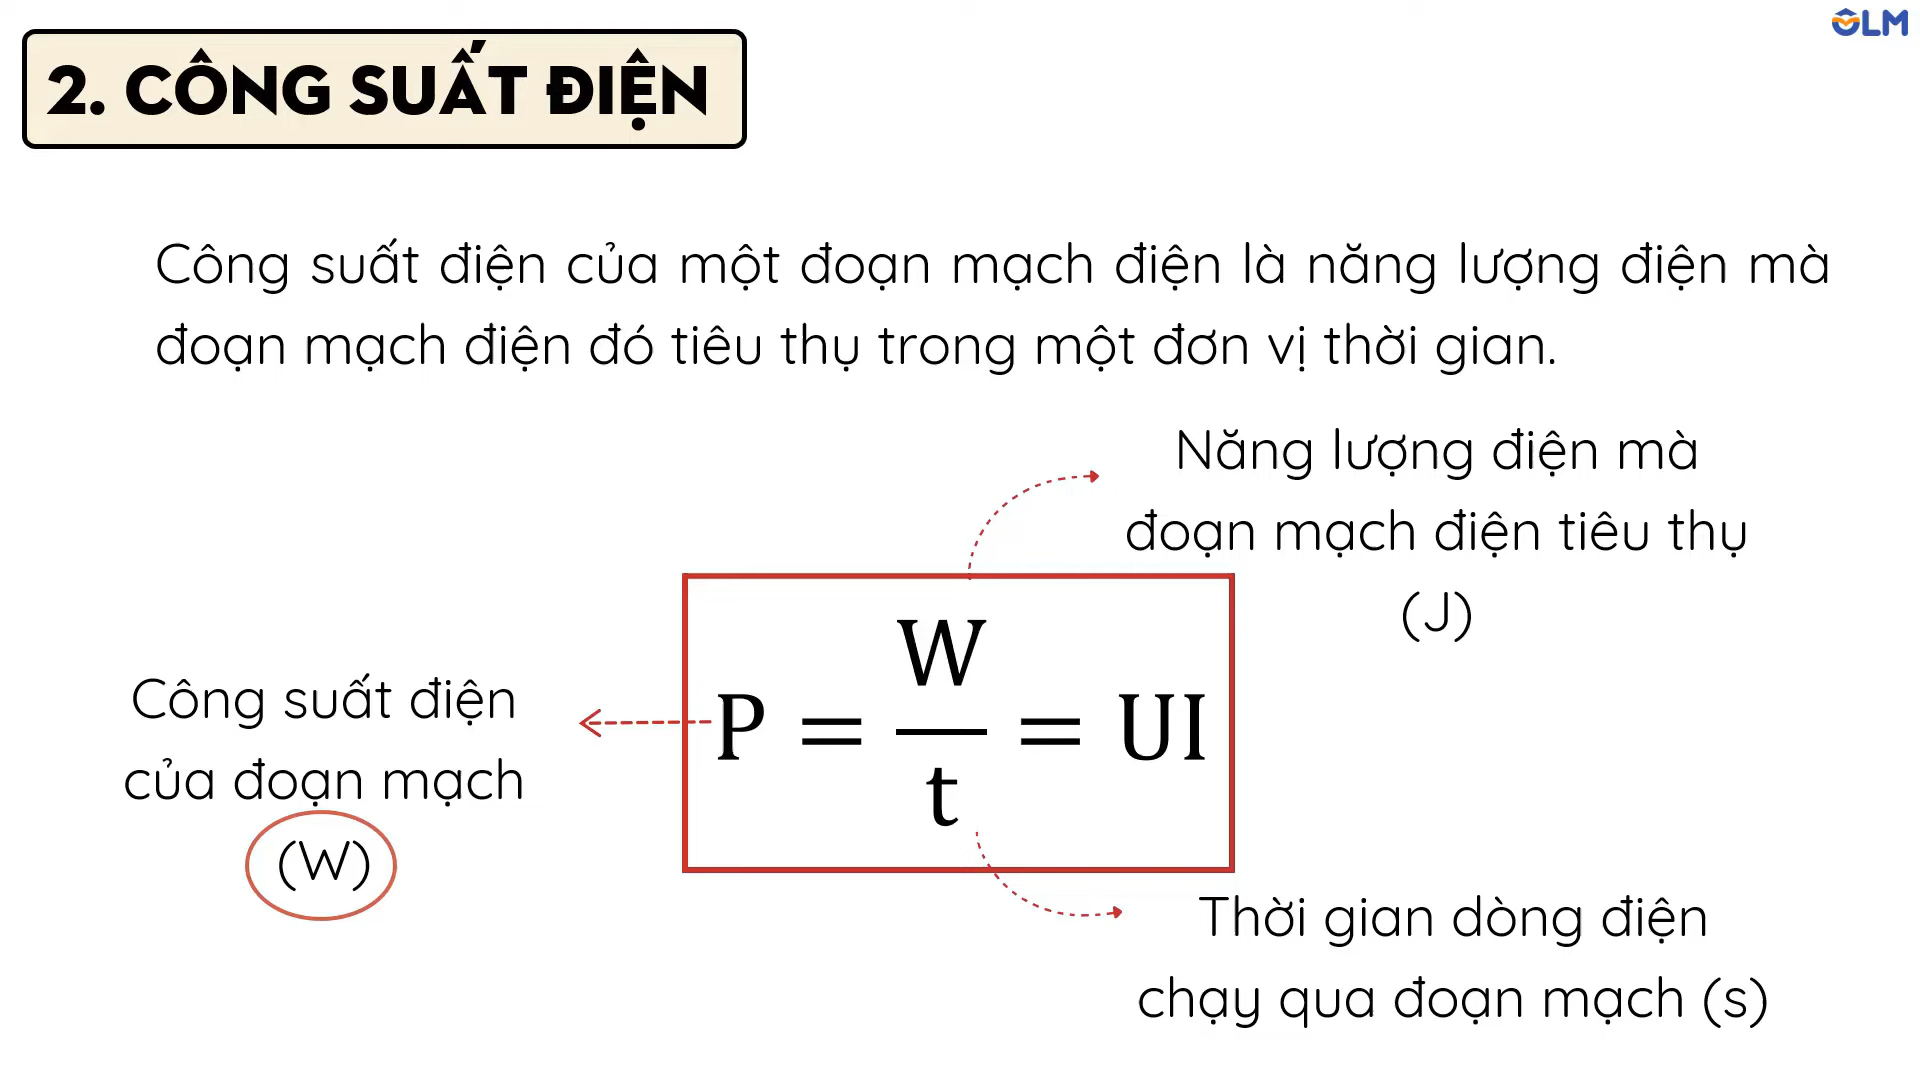 OLM
2. CÔNG SUẤT ĐIỆN
Công suất điện của một đoạn mạch điện là năng lượng điện mà
đoạn mạch điện đó tiêu thụ trong một đơn vị thời gian.
Năng lượng điện mà
đoạn mạch điện tiêu thụ
(J)
Công suất điện
của đoạn mạch
(W)
P = W/t = UI
Thời gian dòng điện
chạy qua đoạn mạch (s)